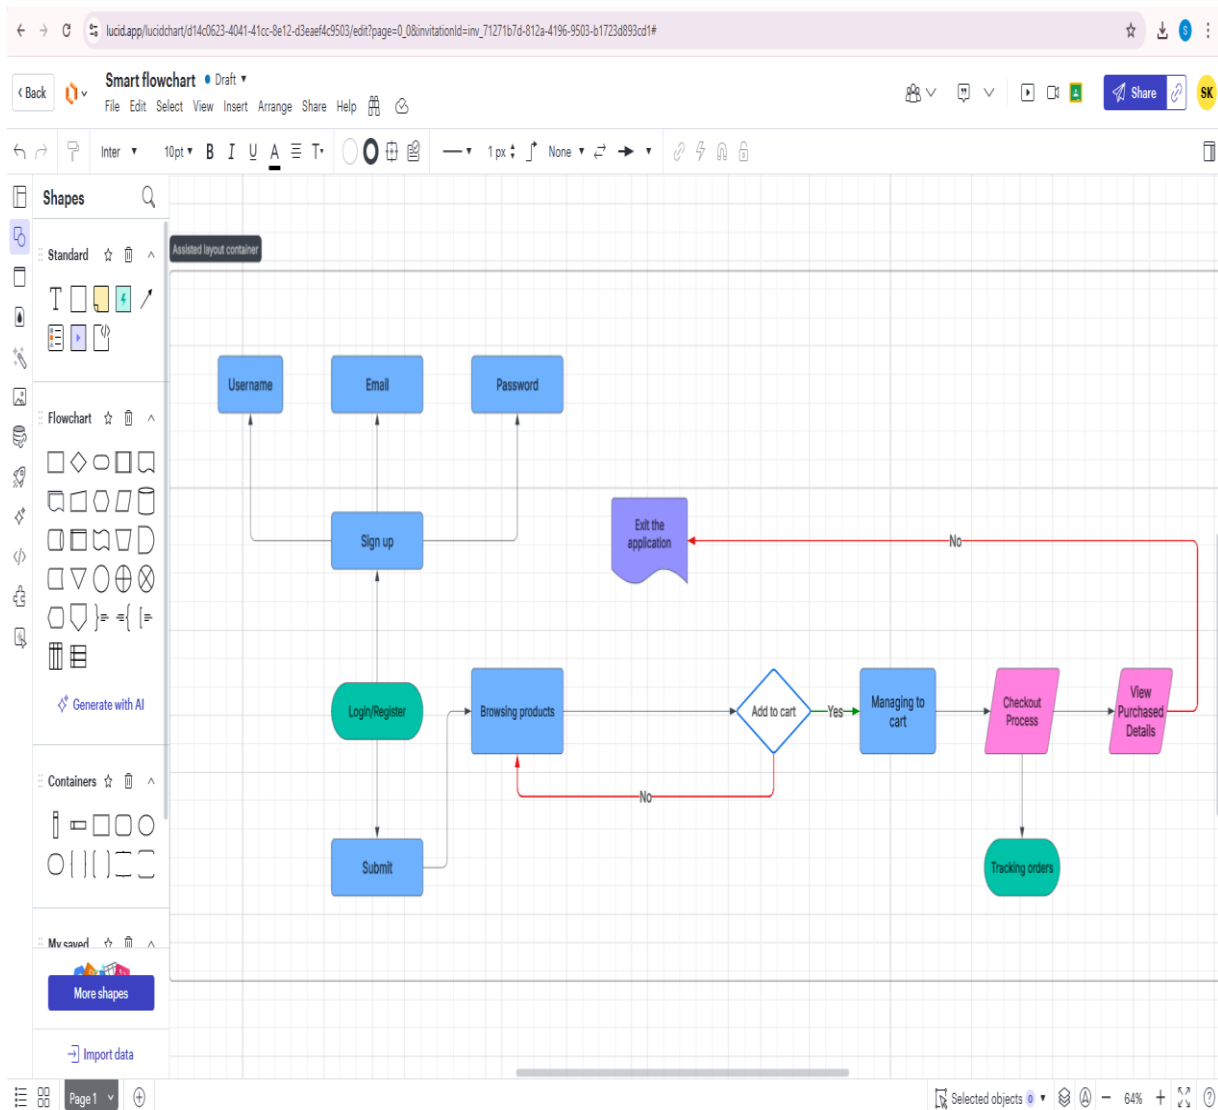 lucid.app/lucidchart/d14c0623-4041-41cc-8e12-d3eaef4c9503/edit?page=0_0&invitationId=inv_71271b7d-812a-4196-9503-b1723d893cd1#
S
< Back
Smart flowchart Draft
File Edit Select View Insert Arrange Share Help
Share
SK
Inter 10pt B I U A T 1 px None
Shapes
Assisted layout container
Standard
T
Flowchart
Generate with AI
Containers
My saved
More shapes
Import data
Username Email Password
Sign up
Exit the
application
No
Login/Register
Browsing products
Add to cart
Yes
Managing to
cart
Checkout
Process
View
Purchased
Details
No
Submit
Tracking orders
Page 1
Selected objects 0
64%